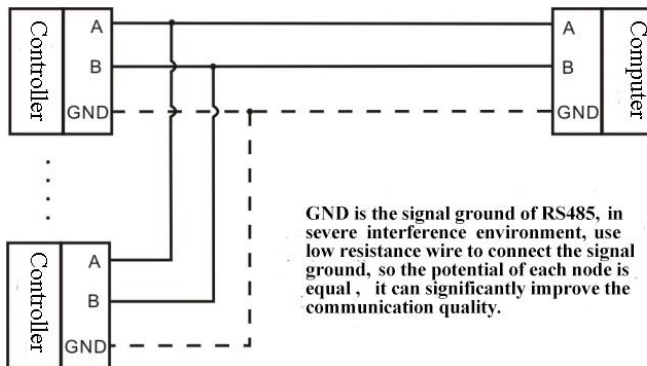 Controller
A
B
GND
A
B
GND
Computer
Controller
A
B
GND
GND is the signal ground of RS485, in
severe interference environment, use
low resistance wire to connect the signal
ground, so the potential of each node is
equal , it can significantly improve the
communication quality.